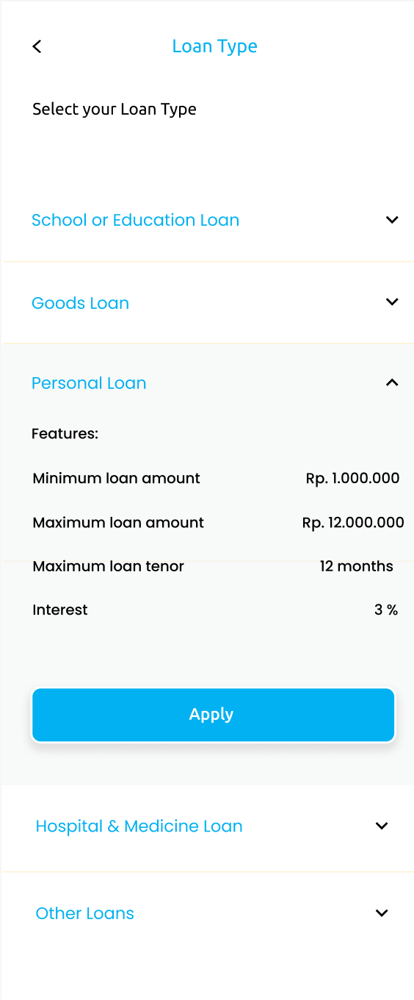 Loan Type
Select your Loan Type
School or Education Loan
Goods Loan
Personal Loan
Features:
Minimum loan amount Rp. 1.000.000
Maximum loan amount Rp. 12.000.000
Maximum loan tenor 12 months
Interest 3 %
Apply
Hospital & Medicine Loan
Other Loans